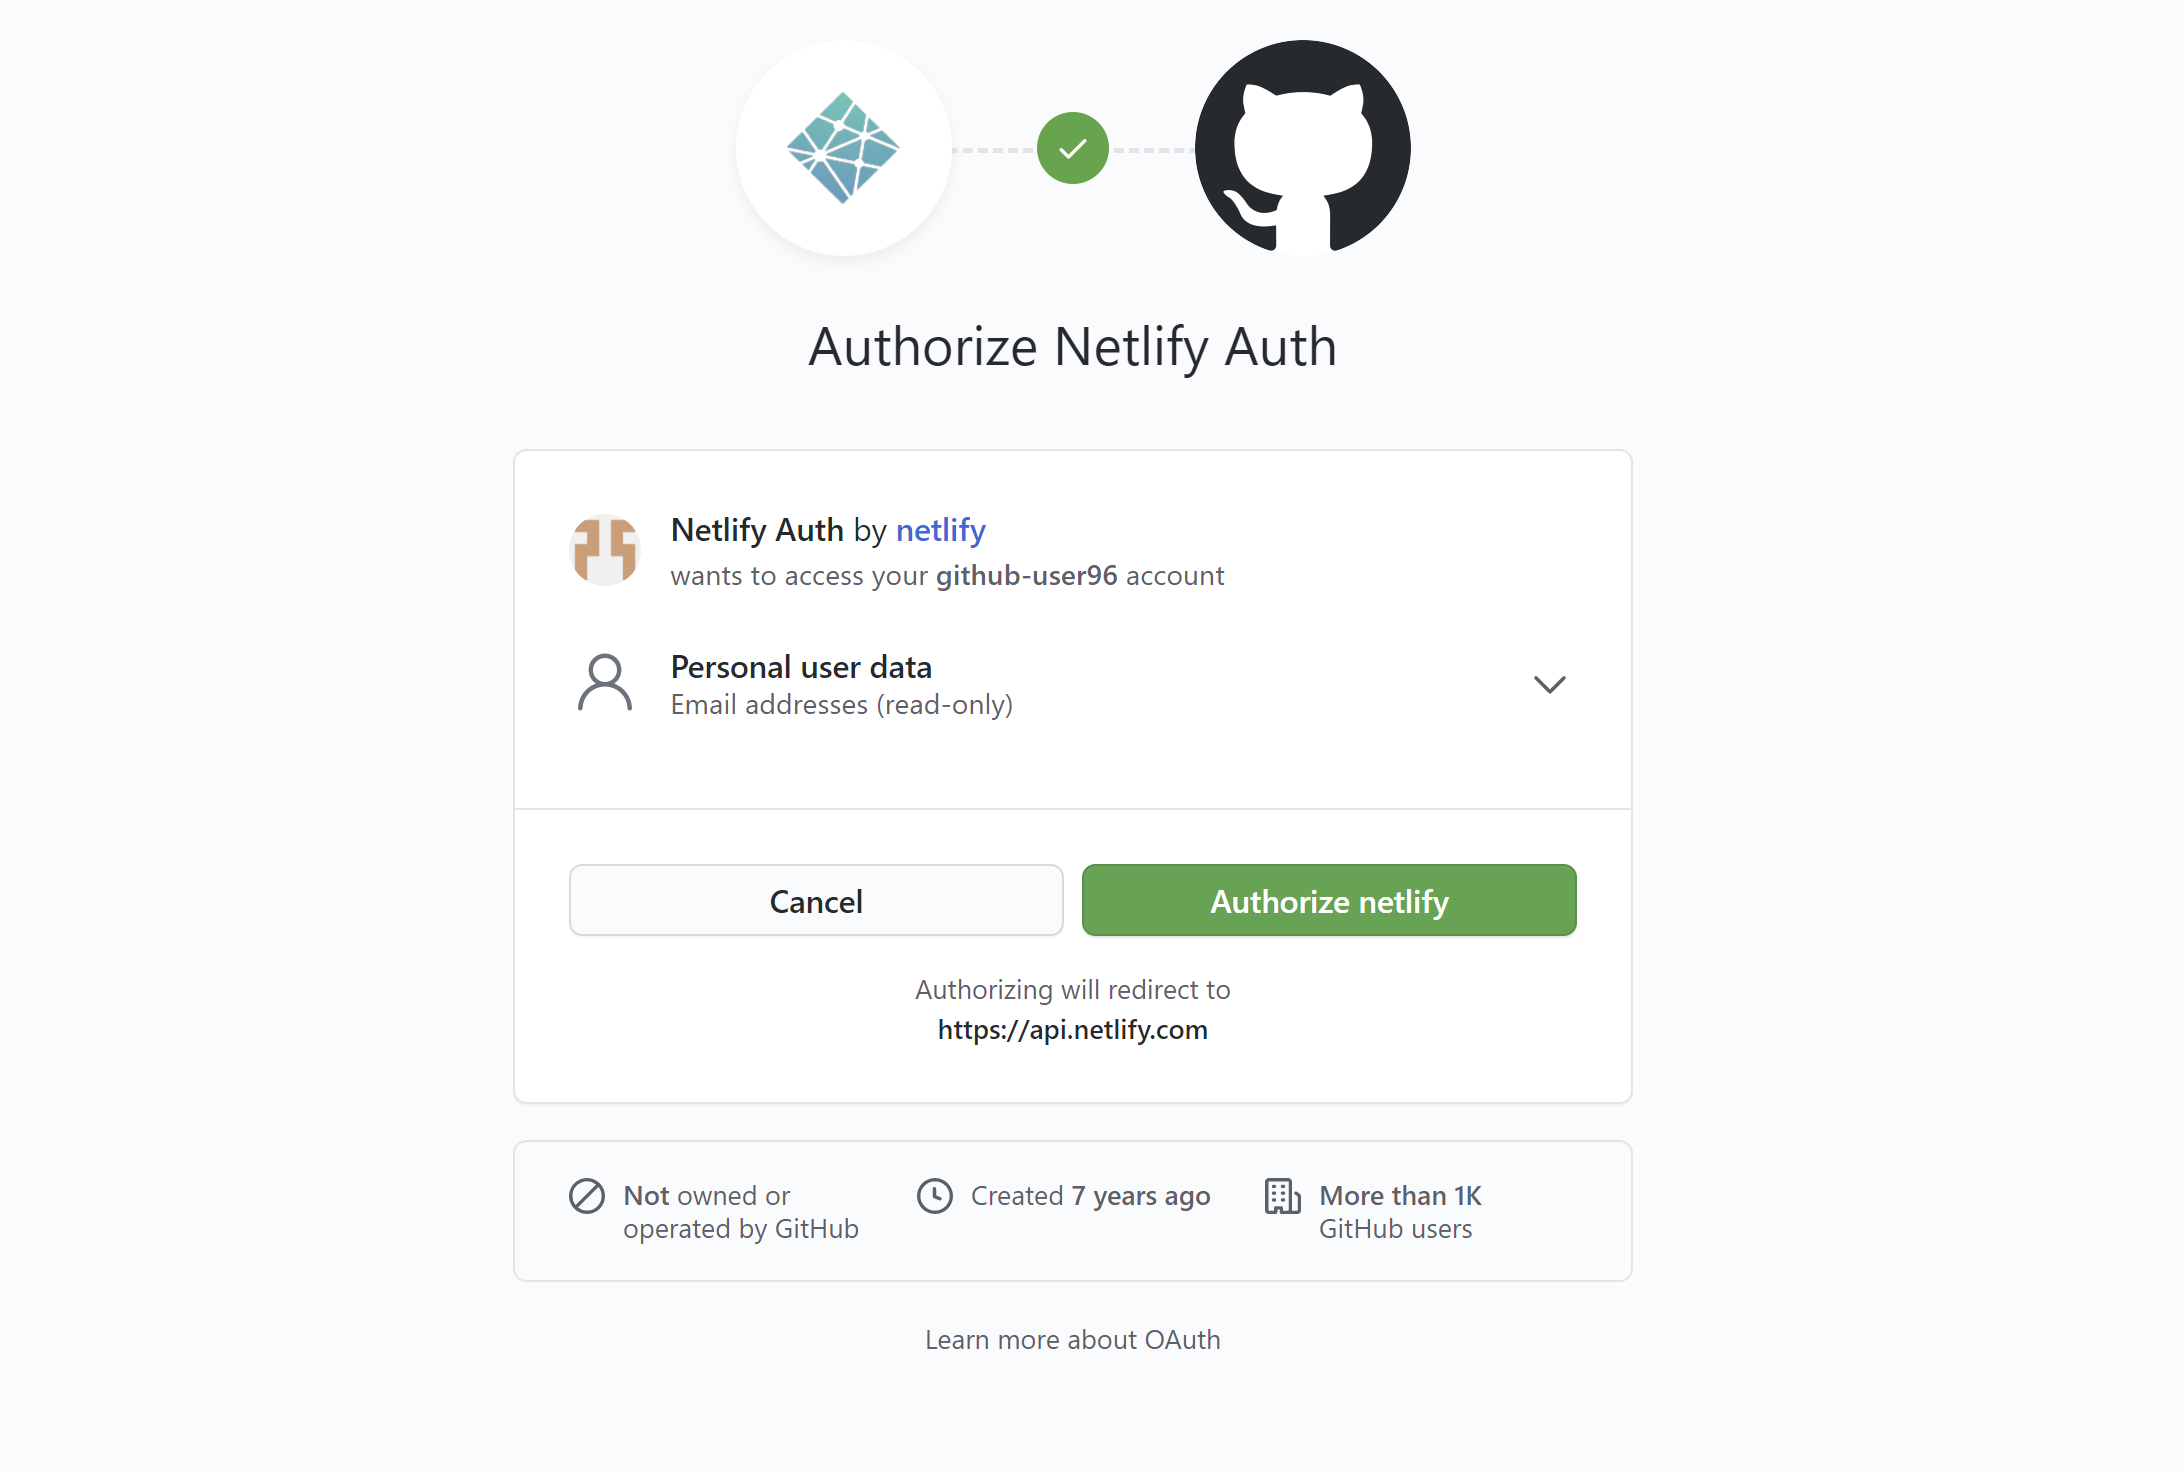 Authorize Netlify Auth
Netlify Auth by netlify
wants to access your github-user96 account
Personal user data
Email addresses (read-only)
Cancel
Authorize netlify
Authorizing will redirect to
https://api.netlify.com
Not owned or
operated by GitHub
Created 7 years ago
More than 1K
GitHub users
Learn more about OAuth